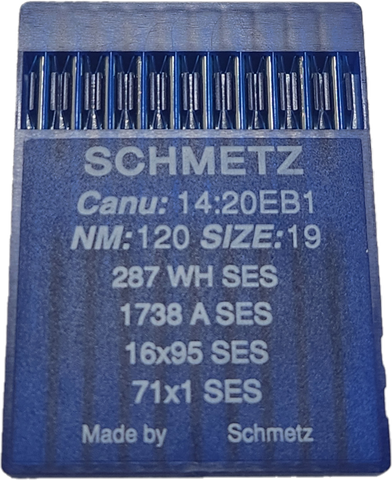 SCHMETZ
Canu: 14:20EB1
NM:120 SIZE:19
287 WH SES
1738 A SES
16x95 SES
71x1 SES
Made by Schmetz